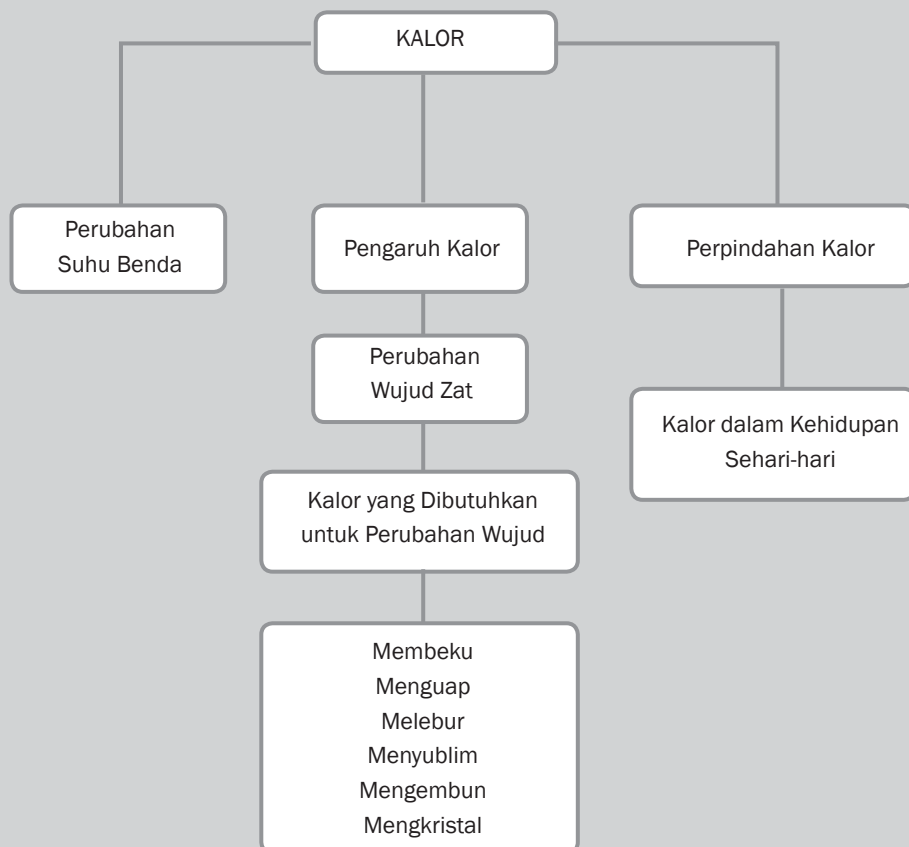 KALOR
Perubahan
Suhu Benda
Pengaruh Kalor
Perpindahan Kalor
Perubahan
Wujud Zat
Kalor dalam Kehidupan
Sehari-hari
Kalor yang Dibutuhkan
untuk Perubahan Wujud
Membeku
Menguap
Melebur
Menyublim
Mengembun
Mengkristal